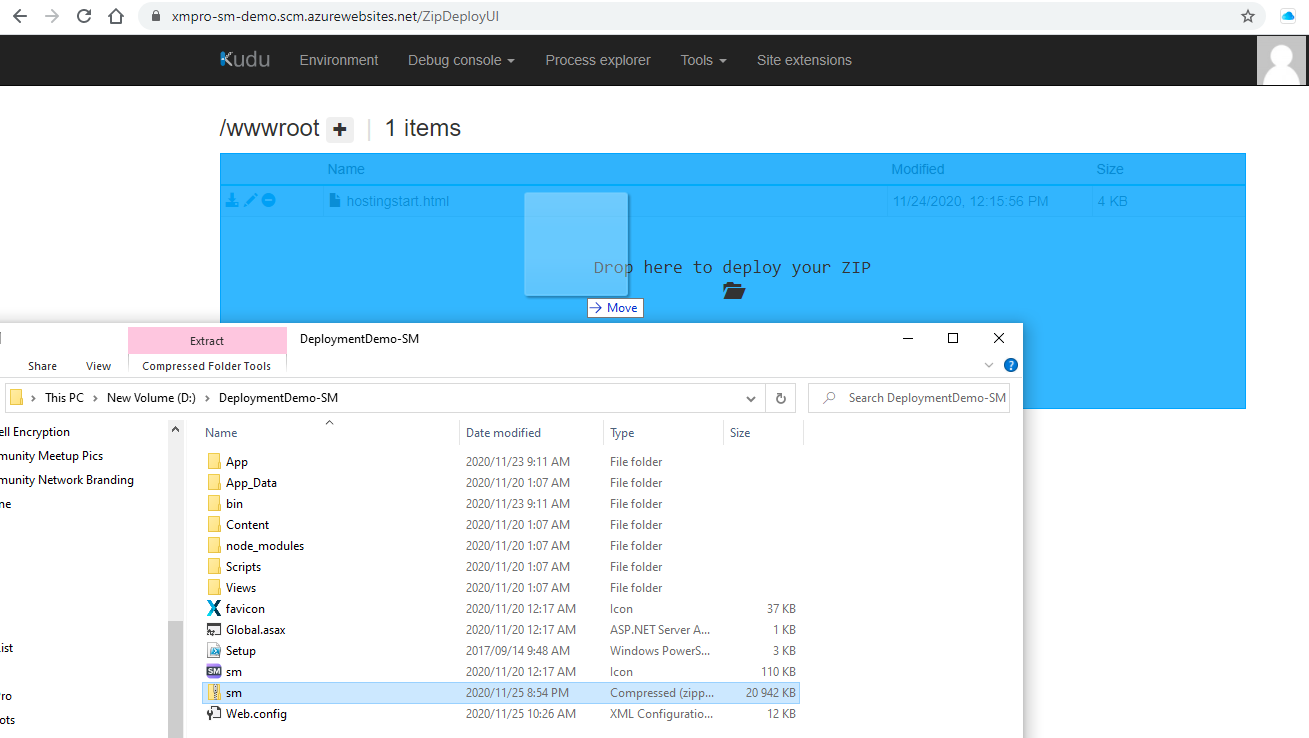 xmpro-sm-demo.scm.azurewebsites.net/ZipDeployUI
Kudu Environment Debug console Process explorer Tools Site extensions
/wwwroot 1 items
Name Modified Size
hostingstart.html 11/24/2020, 12:15:56 PM 4 KB
Drop here to deploy your ZIP
Move
Extract DeploymentDemo-SM
Share View Compressed Folder Tools
This PC New Volume (D:) DeploymentDemo-SM Search DeploymentDemo-SM
ell Encryption
munity Meetup Pics
munity Network Branding
ne
ist
ro
ots
Name Date modified Type Size
App 2020/11/23 9:11 AM File folder
App_Data 2020/11/20 1:07 AM File folder
bin 2020/11/23 9:11 AM File folder
Content 2020/11/20 1:07 AM File folder
node_modules 2020/11/20 1:07 AM File folder
Scripts 2020/11/20 1:07 AM File folder
Views 2020/11/20 1:07 AM File folder
favicon 2020/11/20 12:17 AM Icon 37 KB
Global.asax 2020/11/20 12:17 AM ASP.NET Server A... 1 KB
Setup 2017/09/14 9:48 AM Windows PowerS... 3 KB
SM sm 2020/11/20 12:17 AM Icon 110 KB
sm 2020/11/25 8:54 PM Compressed (zipp... 20 942 KB
Web.config 2020/11/25 10:26 AM XML Configuratio... 12 KB